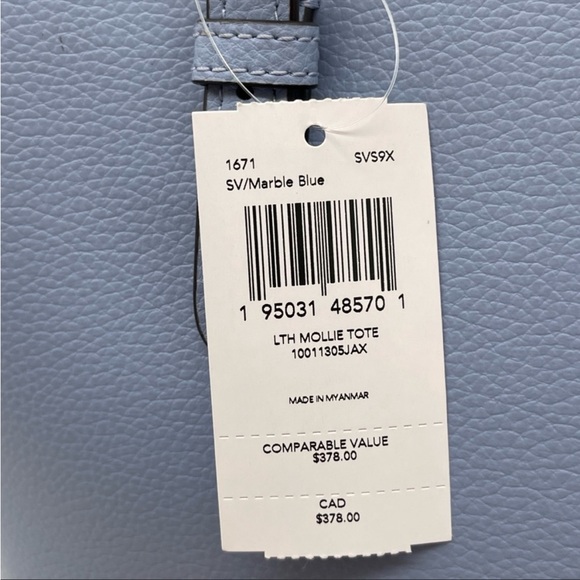 1671 SVS9X
SV/Marble Blue
1 95031 48570 1
LTH MOLLIE TOTE
10011305JAX
MADE IN MYANMAR
COMPARABLE VALUE
$378.00
CAD
$378.00